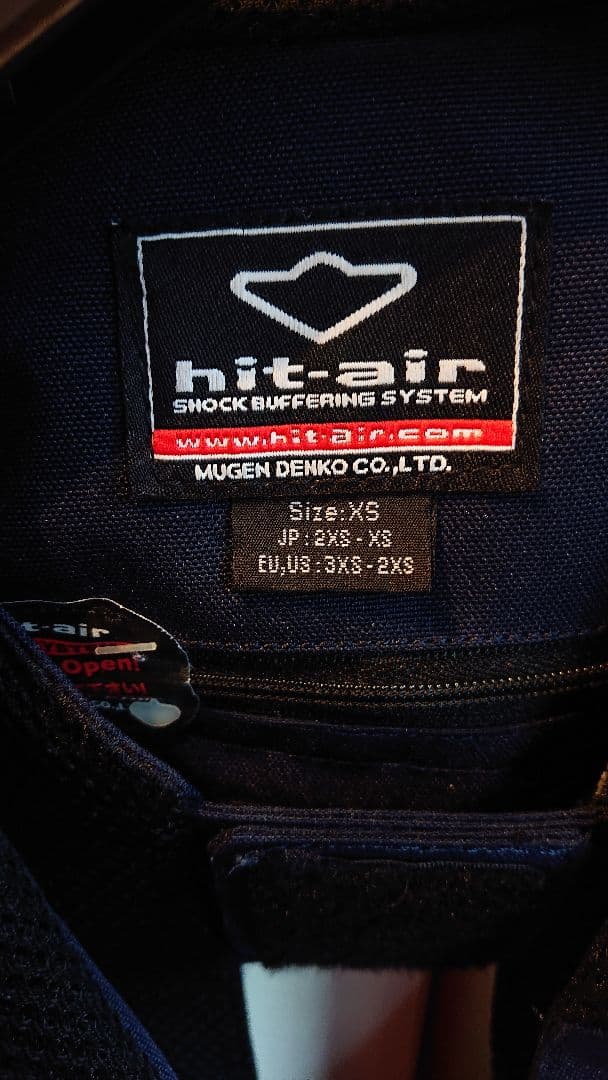 hit-air
SHOCK BUFFERING SYSTEM
www.hit-air.com
MUGEN DENKO CO.,LTD.
Size:XS
JP:2XS-XS
EU,US:3XS-2XS
t-air
Open!